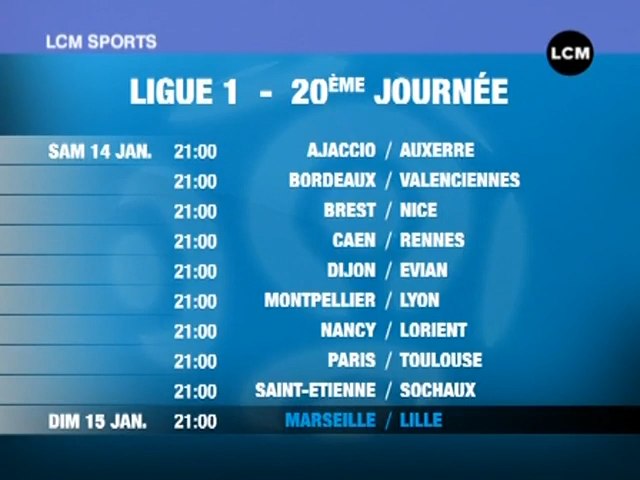 LCM SPORTS
LCM
LIGUE 1 - 20ÈME JOURNÉE
SAM 14 JAN. 21:00 AJACCIO / AUXERRE
21:00 BORDEAUX / VALENCIENNES
21:00 BREST / NICE
21:00 CAEN / RENNES
21:00 DIJON / EVIAN
21:00 MONTPELLIER / LYON
21:00 NANCY / LORIENT
21:00 PARIS / TOULOUSE
21:00 SAINT-ETIENNE / SOCHAUX
DIM 15 JAN. 21:00 MARSEILLE / LILLE